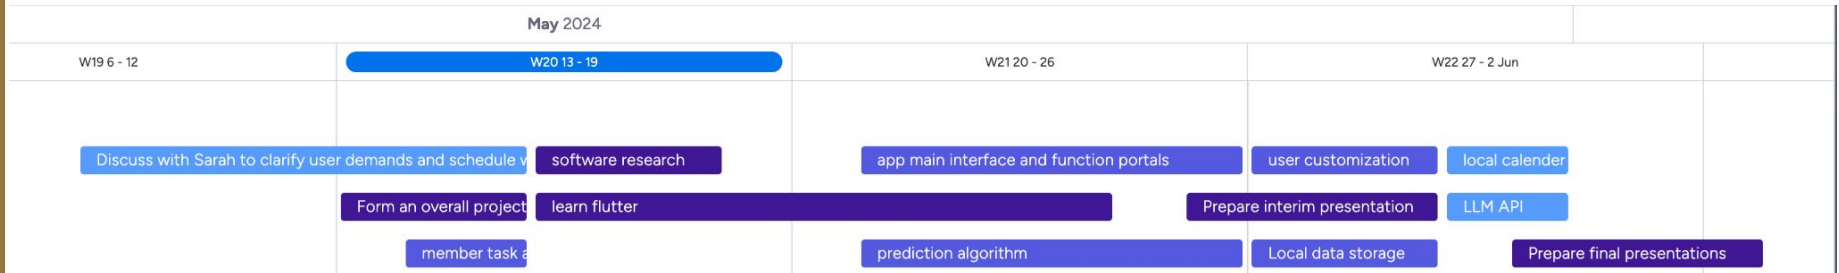 May 2024
W19 6 - 12
W20 13 - 19
W21 20 - 26
W22 27 - 2 Jun
Discuss with Sarah to clarify user demands and schedule
software research
app main interface and function portals
user customization
local calender
Form an overall project
learn flutter
Prepare interim presentation
LLM API
member task
prediction algorithm
Local data storage
Prepare final presentations